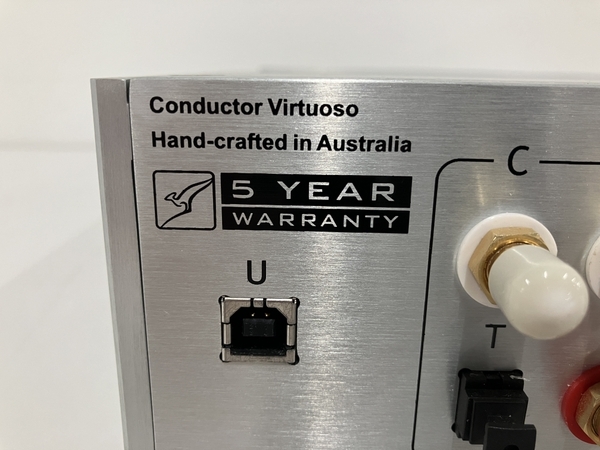 Conductor Virtuoso
Hand-crafted in Australia
5 YEAR
WARRANTY
C
U
T